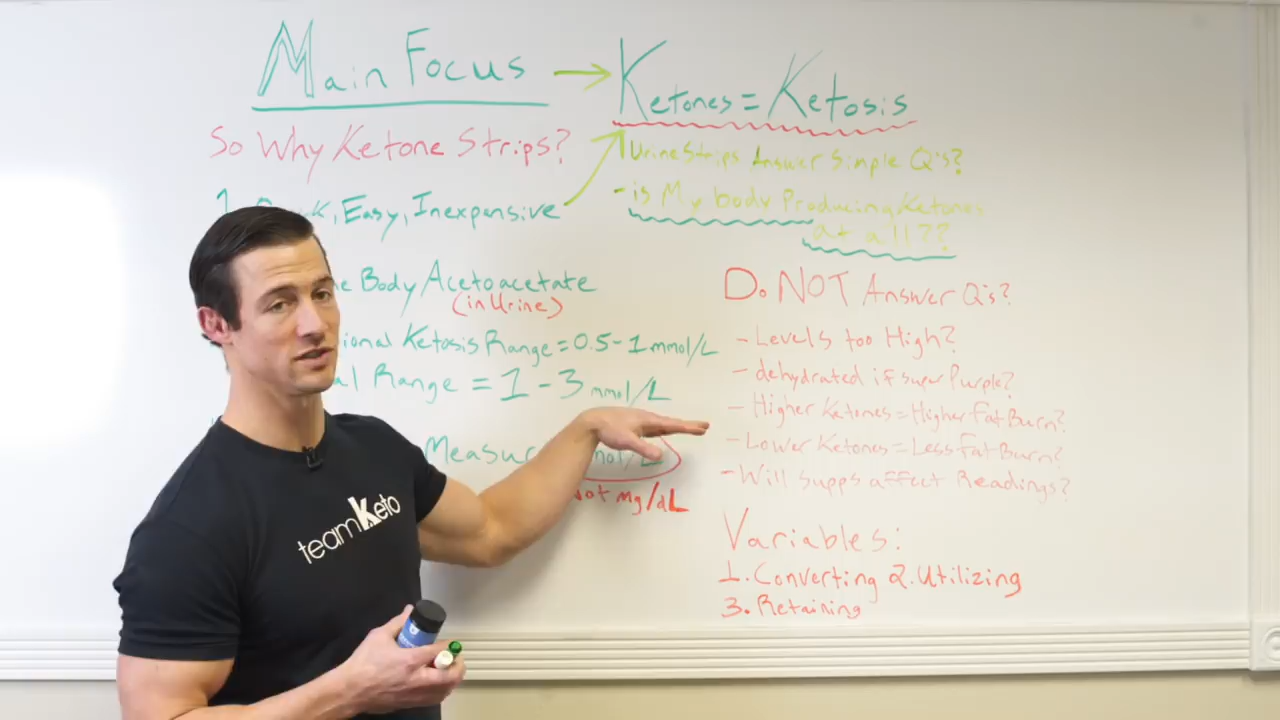 Main Focus → Ketones = Ketosis
So Why Ketone Strips?
Urine Strips Answer Simple Q's?
1. , Easy, Inexpensive
- is My body Producing Ketones
at all??
Body Acetoacetate
(in Urine)
Ketosis Range = 0.5 - 1 mmol/L
Range = 1 - 3 mmol/L
not mg/dL
Do NOT Answer Q's?
- Levels too High?
- dehydrated if super Purple?
- Higher Ketones = Higher Fat Burn?
- Lower Ketones = Less Fat Burn?
- Will supps affect Readings?
Variables:
1. Converting 2. Utilizing
3. Retaining
teamKeto